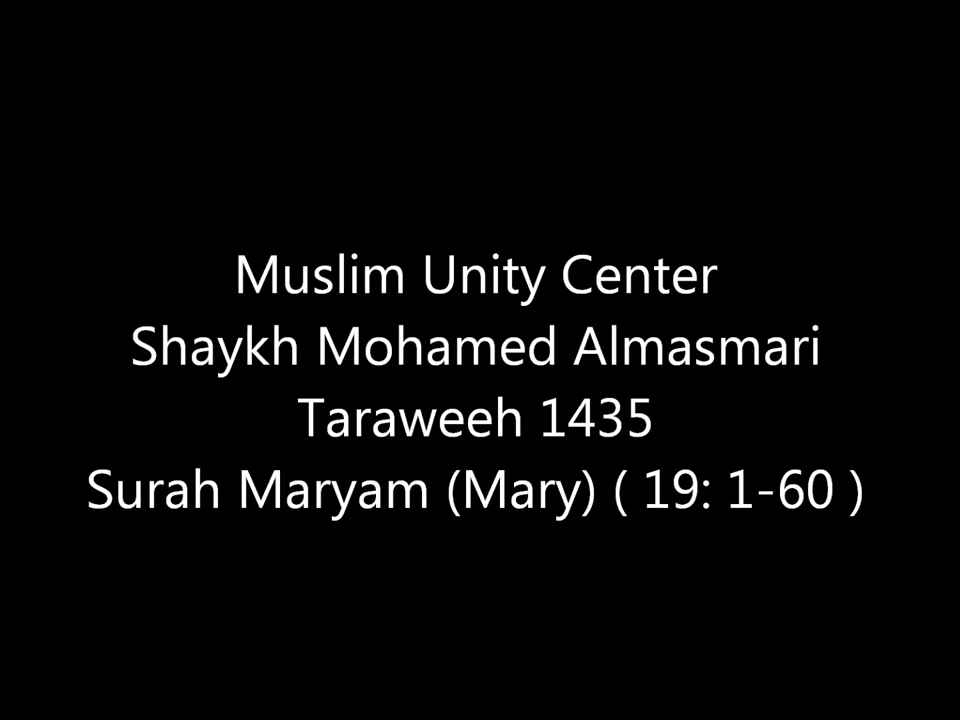 Muslim Unity Center
Shaykh Mohamed Almasmari
Taraweeh 1435
Surah Maryam (Mary) ( 19: 1-60 )